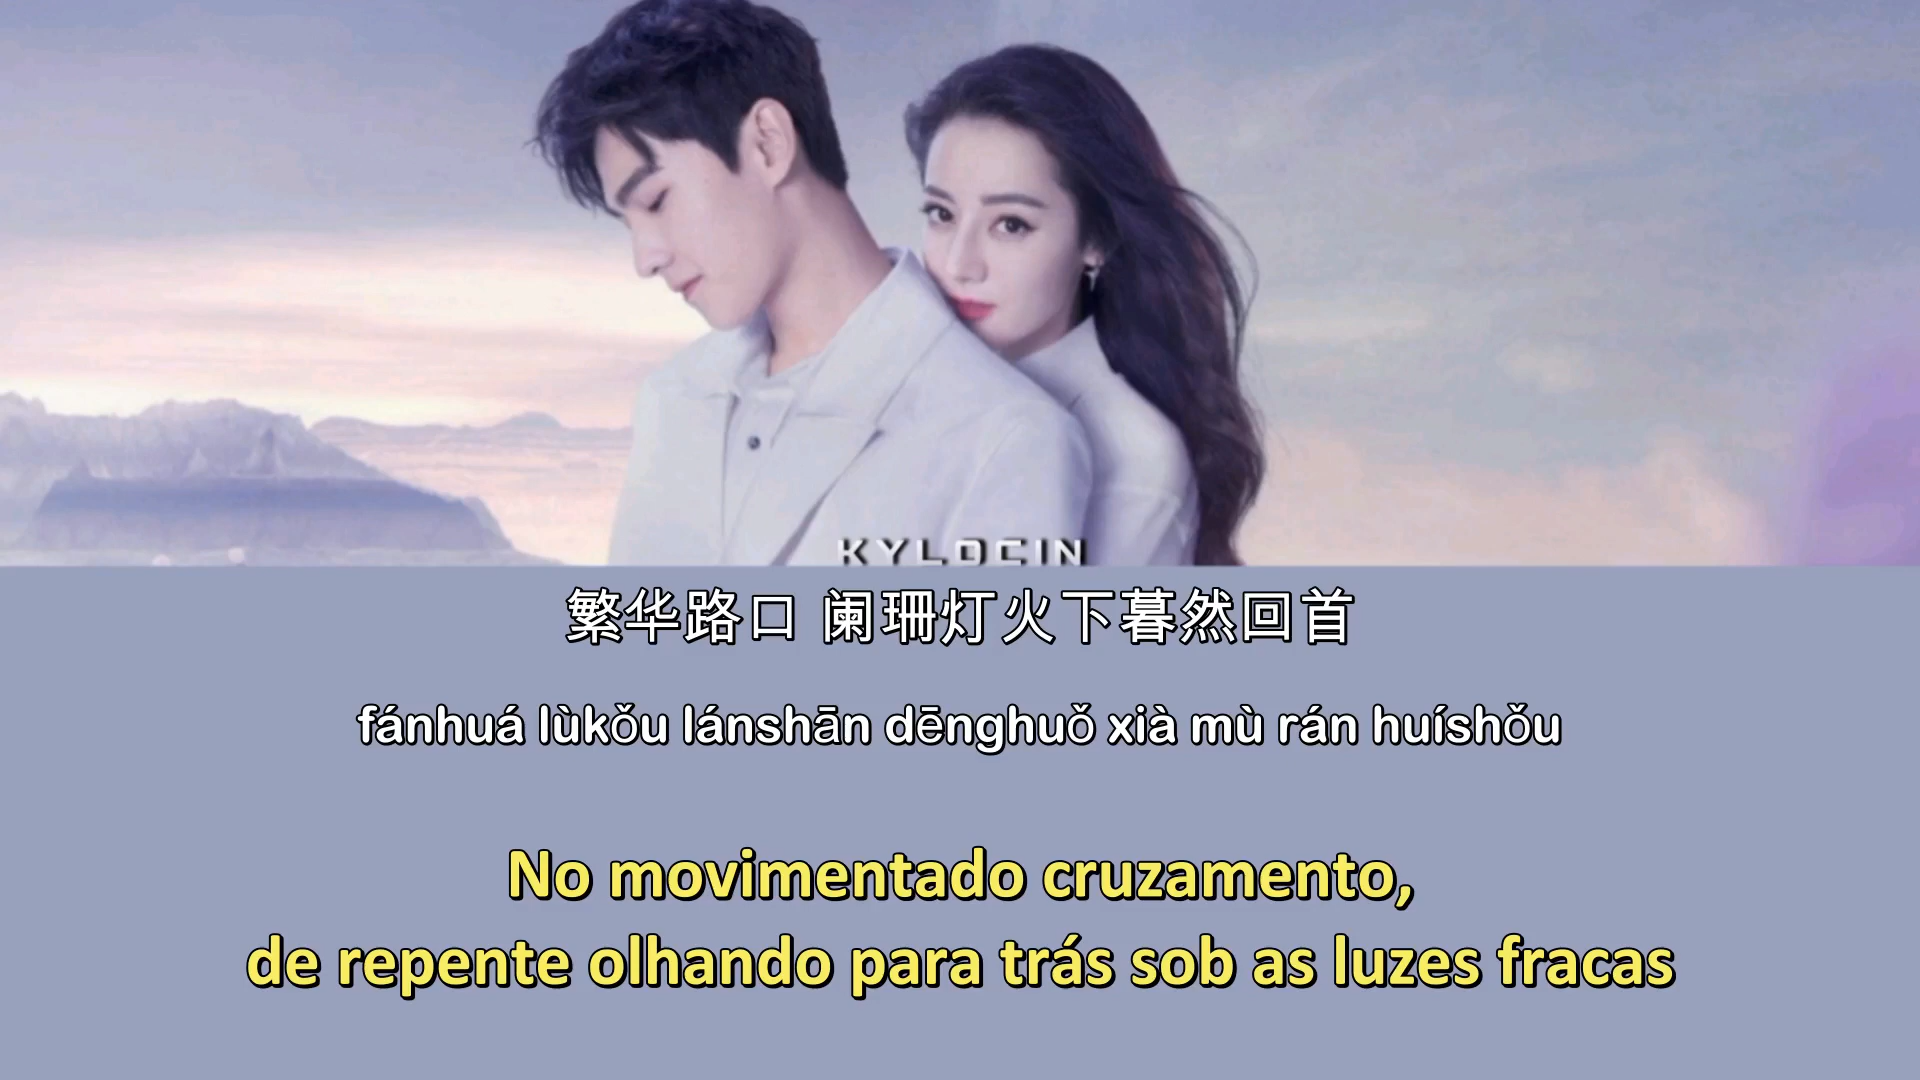 KYLOCIN
繁华路口 阑珊灯火下暮然回首
fánhuá lùkǒu lánshān dēnghuǒ xià mù rán huíshǒu
No movimentado cruzamento,
de repente olhando para trás sob as luzes fracas